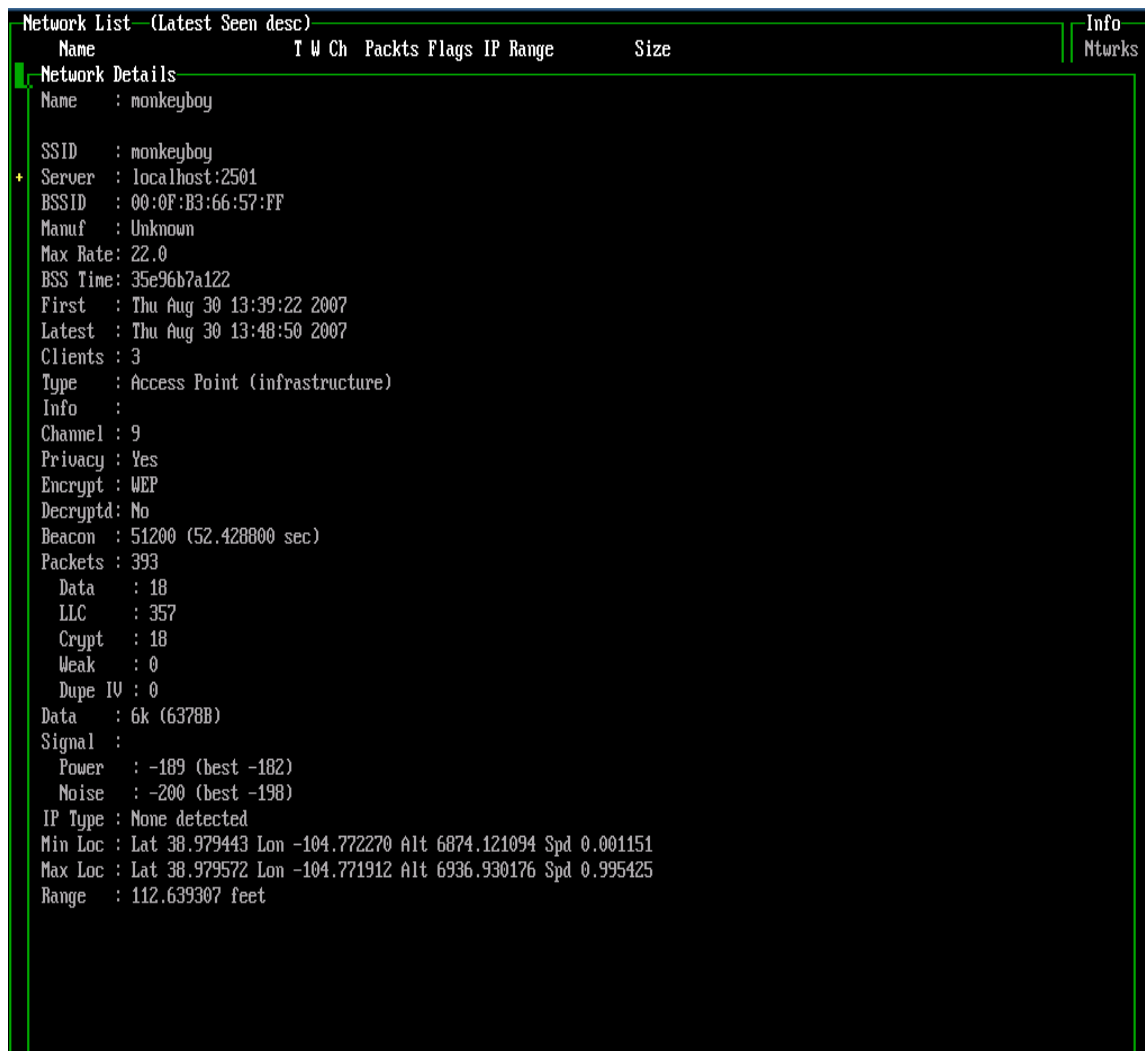 Network List—(Latest Seen desc)
Info
Name T W Ch Packts Flags IP Range Size
Ntwrks
Network Details
Name : monkeyboy
SSID : monkeyboy
+ Server : localhost:2501
BSSID : 00:0F:B3:66:57:FF
Manuf : Unknown
Max Rate: 22.0
BSS Time: 35e96b7a122
First : Thu Aug 30 13:39:22 2007
Latest : Thu Aug 30 13:48:50 2007
Clients : 3
Type : Access Point (infrastructure)
Info :
Channel : 9
Privacy : Yes
Encrypt : WEP
Decryptd: No
Beacon : 51200 (52.428800 sec)
Packets : 393
Data : 18
LLC : 357
Crypt : 18
Weak : 0
Dupe IV : 0
Data : 6k (6378B)
Signal :
Power : -189 (best -182)
Noise : -200 (best -198)
IP Type : None detected
Min Loc : Lat 38.979443 Lon -104.772270 Alt 6874.121094 Spd 0.001151
Max Loc : Lat 38.979572 Lon -104.771912 Alt 6936.930176 Spd 0.995425
Range : 112.639307 feet